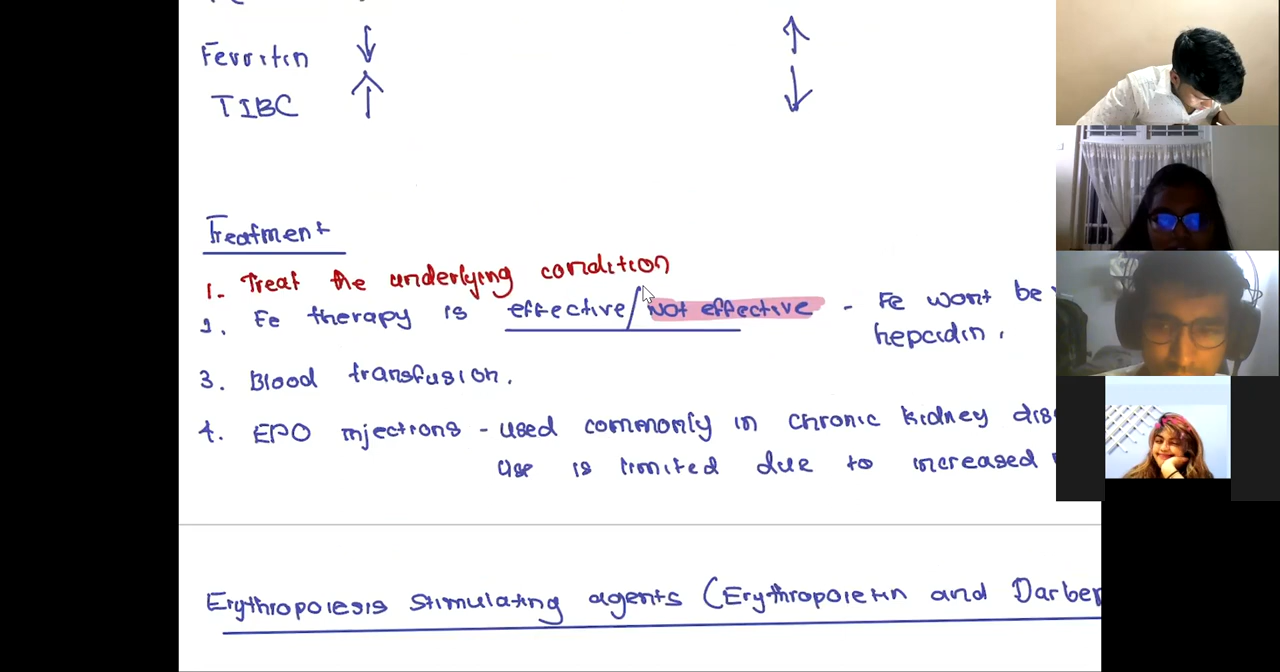 Ferritin ↓ ↑
TIBC ↑ ↓
Treatment
1. Treat the underlying condition
2. Fe therapy is effective/Not effective - Fe wont be
hepcidin.
3. Blood transfusion.
4. EPO injections - used commonly in chronic kidney dis
use is limited due to increased
Erythropoiesis stimulating agents (Erythropoietin and Darbe